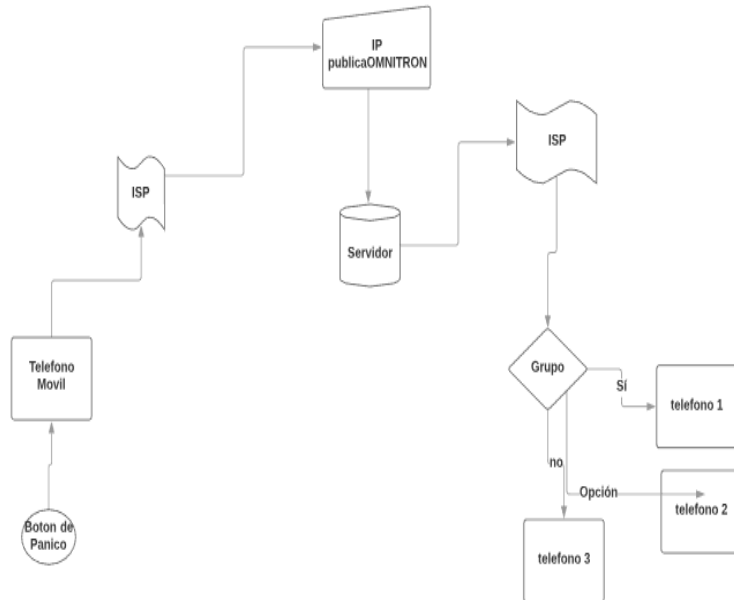 IP
publicaOMNITRON
ISP
ISP
Servidor
Telefono
Movil
Grupo
Sí
telefono 1
no
Opción
telefono 2
Boton de
Panico
telefono 3